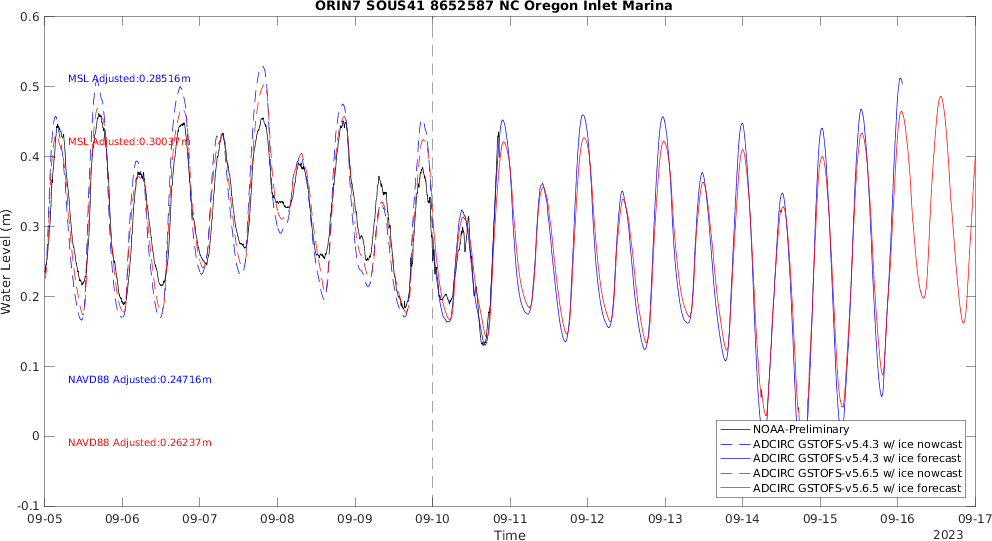 ORIN7 SOUS41 8652587 NC Oregon Inlet Marina
0.6
0.5
0.4
0.3
0.2
0.1
0
-0.1
Water Level (m)
MSL Adjusted:0.28516m
MSL Adjusted:0.30037m
NAVD88 Adjusted:0.24716m
NAVD88 Adjusted:0.26237m
NOAA-Preliminary
ADCIRC GSTOFS-v5.4.3 w/ ice nowcast
ADCIRC GSTOFS-v5.4.3 w/ ice forecast
ADCIRC GSTOFS-v5.6.5 w/ ice nowcast
ADCIRC GSTOFS-v5.6.5 w/ ice forecast
09-05 09-06 09-07 09-08 09-09 09-10 09-11 09-12 09-13 09-14 09-15 09-16 09-17
Time
2023